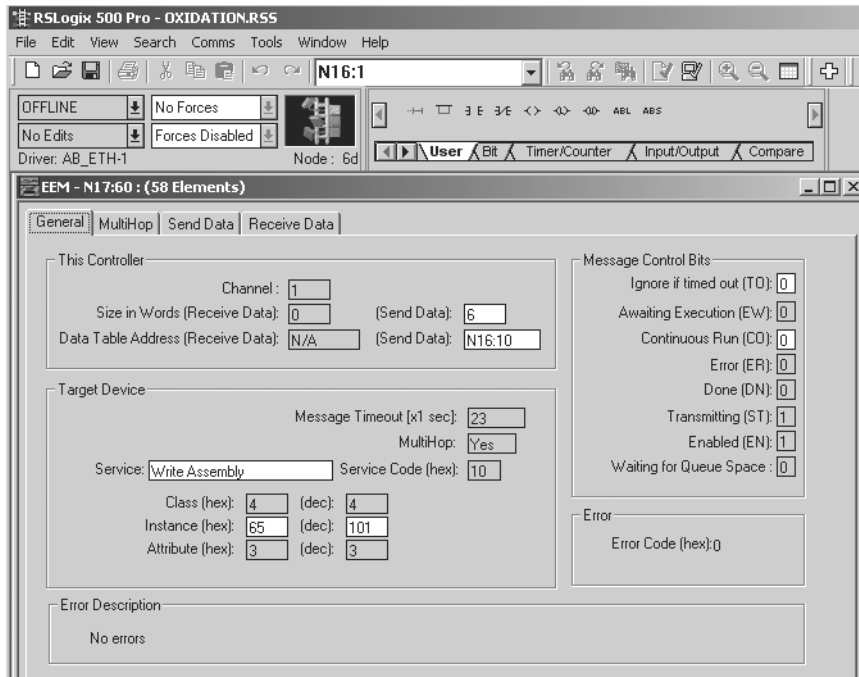 RSLogix 500 Pro - OXIDATION.RSS
File Edit View Search Comms Tools Window Help
N16:1
OFFLINE No Forces
No Edits Forces Disabled
Driver: AB_ETH-1 Node : 6d
ABL ABS
User Bit Timer/Counter Input/Output Compare
EEM - N17:60 : (58 Elements)
General MultiHop Send Data Receive Data
This Controller
Channel : 1
Size in Words (Receive Data): 0 (Send Data): 6
Data Table Address (Receive Data): N/A (Send Data): N16:10
Target Device
Message Timeout [x1 sec]: 23
MultiHop: Yes
Service: Write Assembly Service Code (hex): 10
Class (hex): 4 (dec): 4
Instance (hex): 65 (dec): 101
Attribute (hex): 3 (dec): 3
Message Control Bits
Ignore if timed out (TO): 0
Awaiting Execution (EW): 0
Continuous Run (CO): 0
Error (ER): 0
Done (DN): 0
Transmitting (ST): 1
Enabled (EN): 1
Waiting for Queue Space : 0
Error
Error Code (hex):0
Error Description
No errors